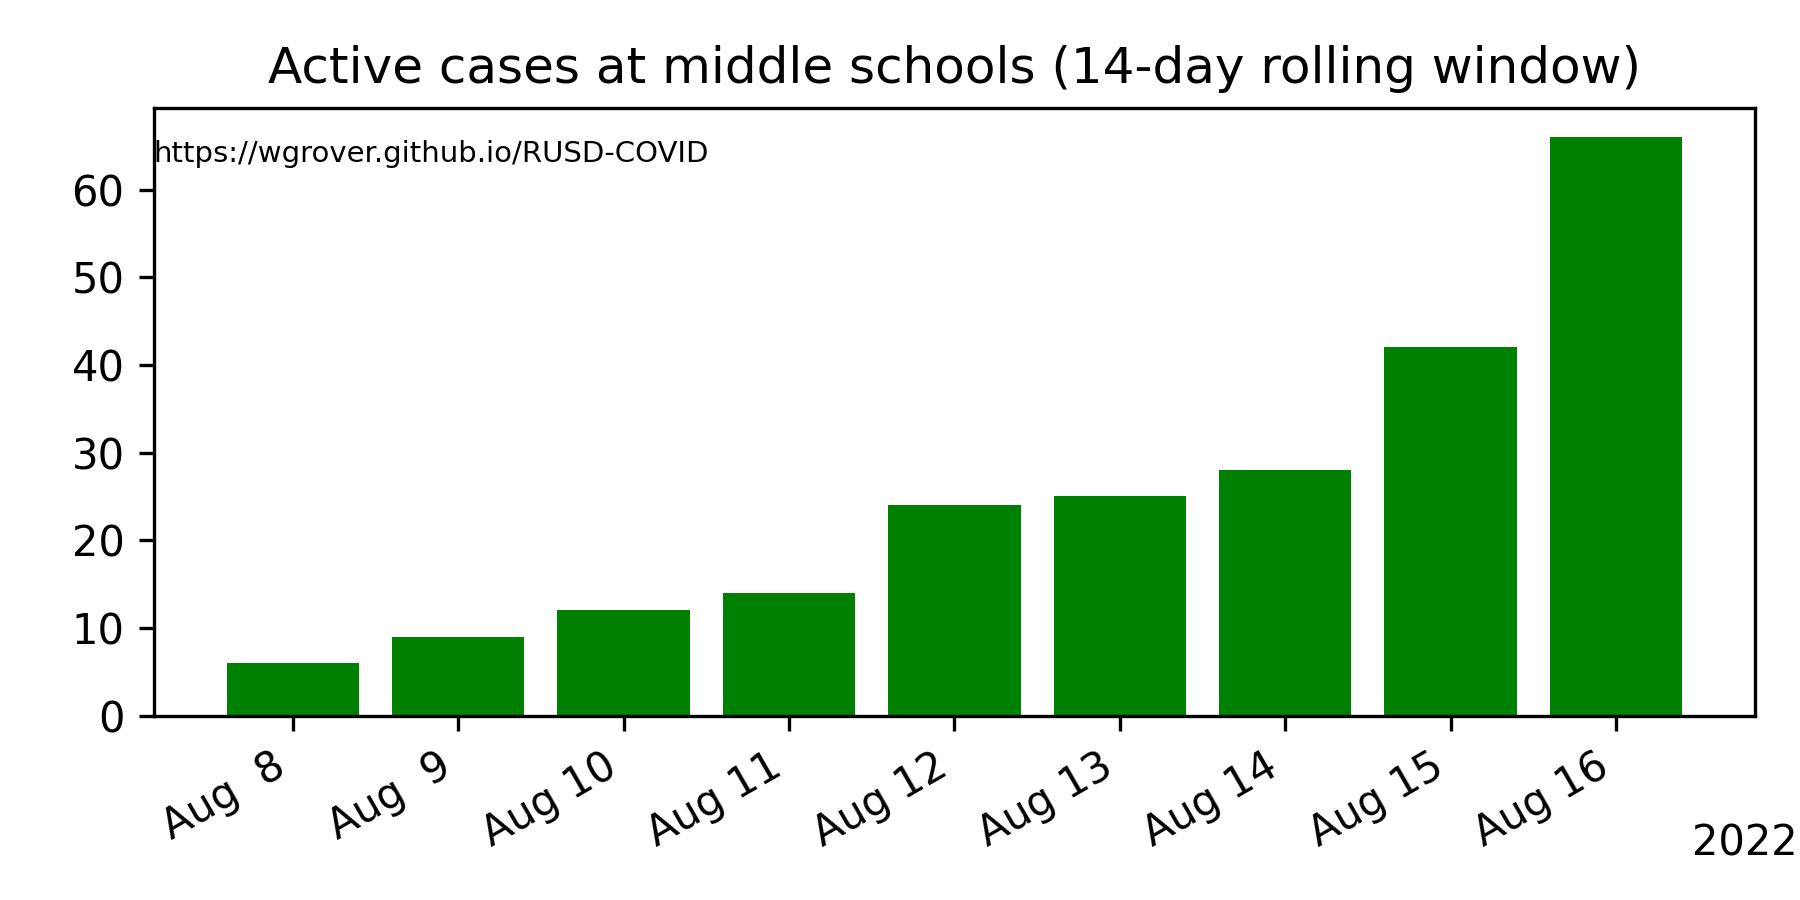 Active cases at middle schools (14-day rolling window)
https://wgrover.github.io/RUSD-COVID
60
50
40
30
20
10
0
Aug 8
Aug 9
Aug 10
Aug 11
Aug 12
Aug 13
Aug 14
Aug 15
Aug 16
2022